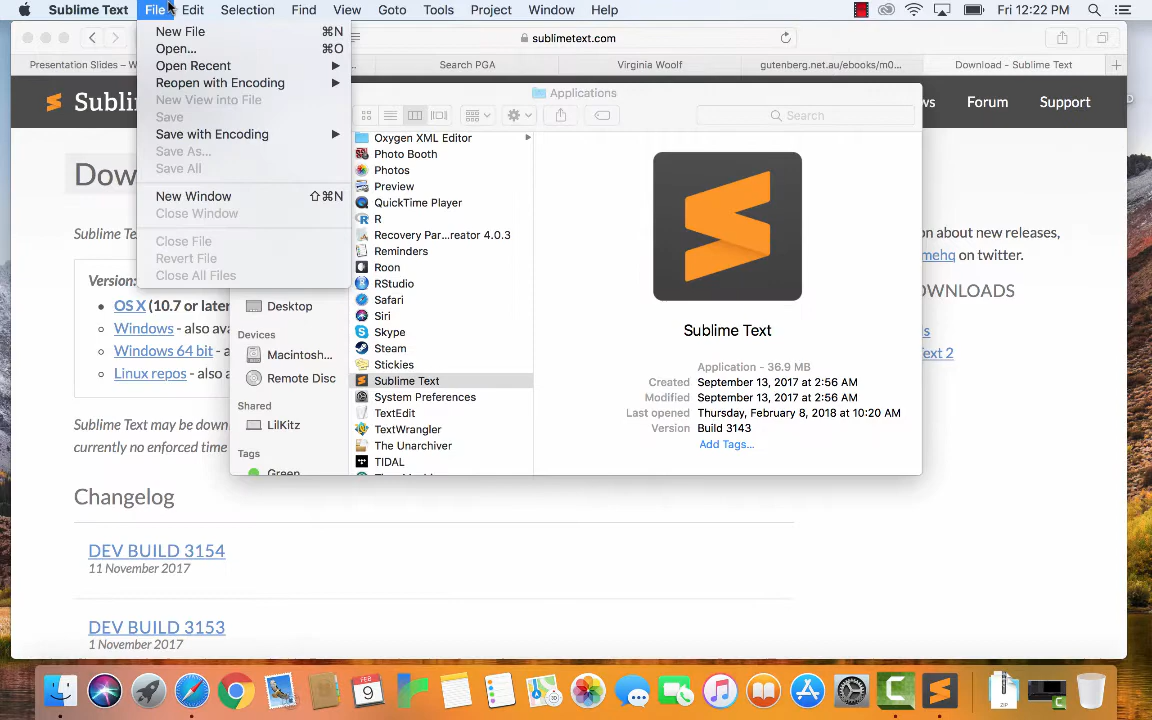 Sublime Text File Edit Selection Find View Goto Tools Project Window Help Fri 12:22 PM
New File ⌘N
Open... ⌘O
Open Recent ▶
Reopen with Encoding ▶
New View into File
Save
Save with Encoding ▶
Save As...
Save All
New Window ⇧⌘N
Close Window
Close File
Revert File
Close All Files
sublimetext.com
Presentation Slides – W
Search PGA
Virginia Woolf
gutenberg.net.au/ebooks/m0...
Download - Sublime Text
Forum
Support
Applications
Search
Oxygen XML Editor
Photo Booth
Photos
Preview
QuickTime Player
R
Recovery Par...reator 4.0.3
Reminders
Roon
RStudio
Safari
Siri
Skype
Steam
Stickies
Sublime Text
System Preferences
TextEdit
TextWrangler
The Unarchiver
TIDAL
Desktop
Devices
Macintosh...
Remote Disc
Shared
LilKitz
Tags
Green
Sublime Text
Application - 36.9 MB
Created September 13, 2017 at 2:56 AM
Modified September 13, 2017 at 2:56 AM
Last opened Thursday, February 8, 2018 at 10:20 AM
Version Build 3143
Add Tags...
on about new releases,
mehq on twitter.
OWNLOADS
ext 2
Dow
Sublime Te
Version:
OS X (10.7 or later
Windows - also ava
Windows 64 bit - a
Linux repos - also a
Sublime Text may be down
currently no enforced time
Changelog
DEV BUILD 3154
11 November 2017
DEV BUILD 3153
1 November 2017
FEB
9
ZIP